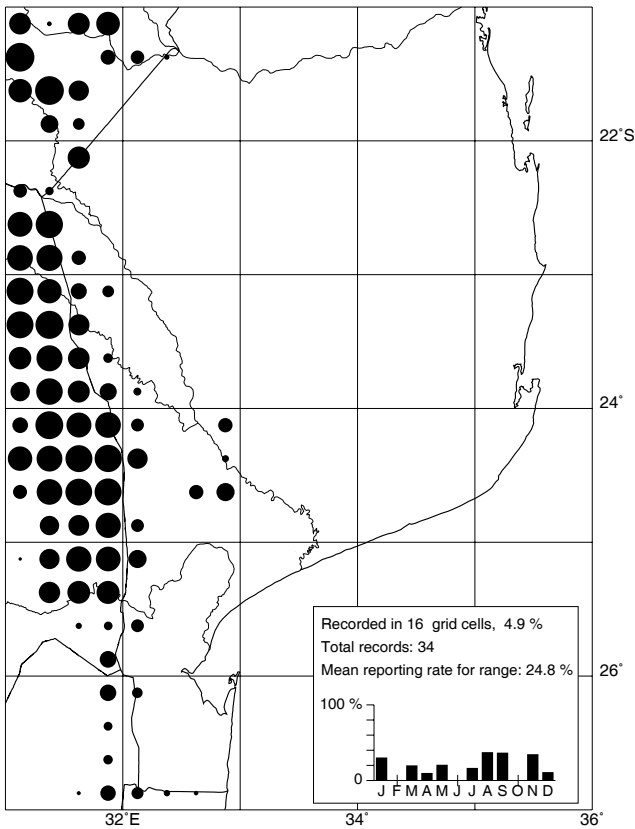 22˚S
24˚
Recorded in 16 grid cells, 4.9 %
Total records: 34
Mean reporting rate for range: 24.8 %
26˚
100 %
0
J F M A M J J A S O N D
32˚E
34˚
36˚